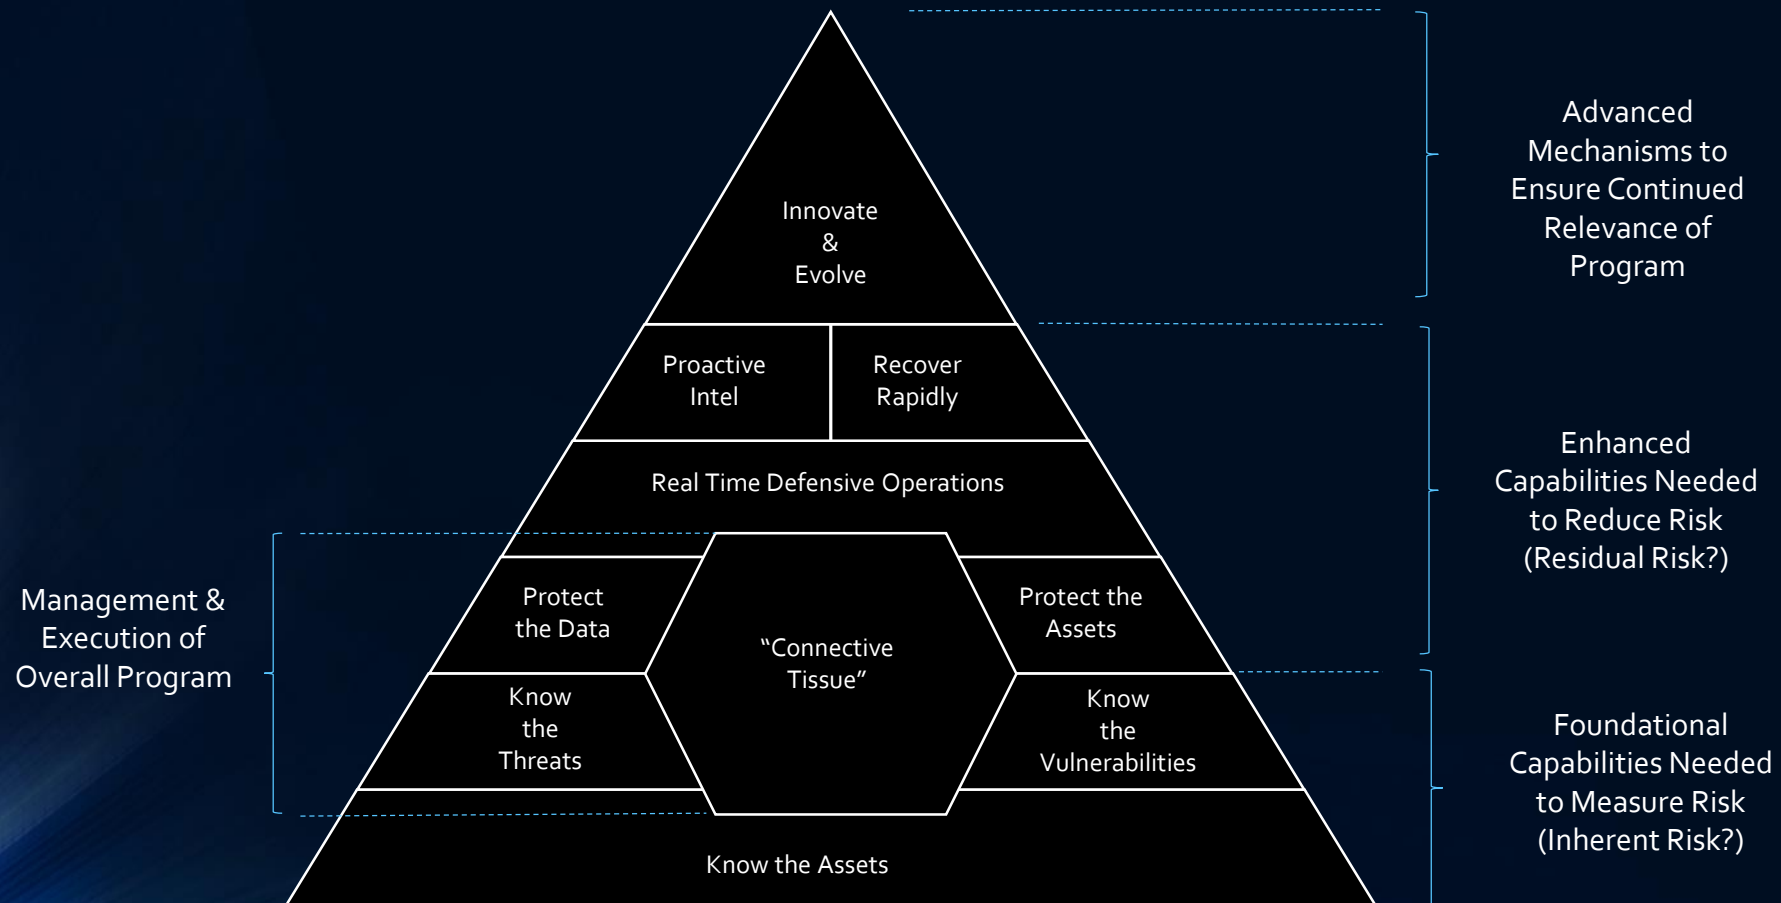 Innovate
&
Evolve
Proactive
Intel
Recover
Rapidly
Real Time Defensive Operations
Protect
the Data
"Connective
Tissue"
Protect the
Assets
Know
the
Threats
Know
the
Vulnerabilities
Know the Assets
Management &
Execution of
Overall Program
Advanced
Mechanisms to
Ensure Continued
Relevance of
Program
Enhanced
Capabilities Needed
to Reduce Risk
(Residual Risk?)
Foundational
Capabilities Needed
to Measure Risk
(Inherent Risk?)